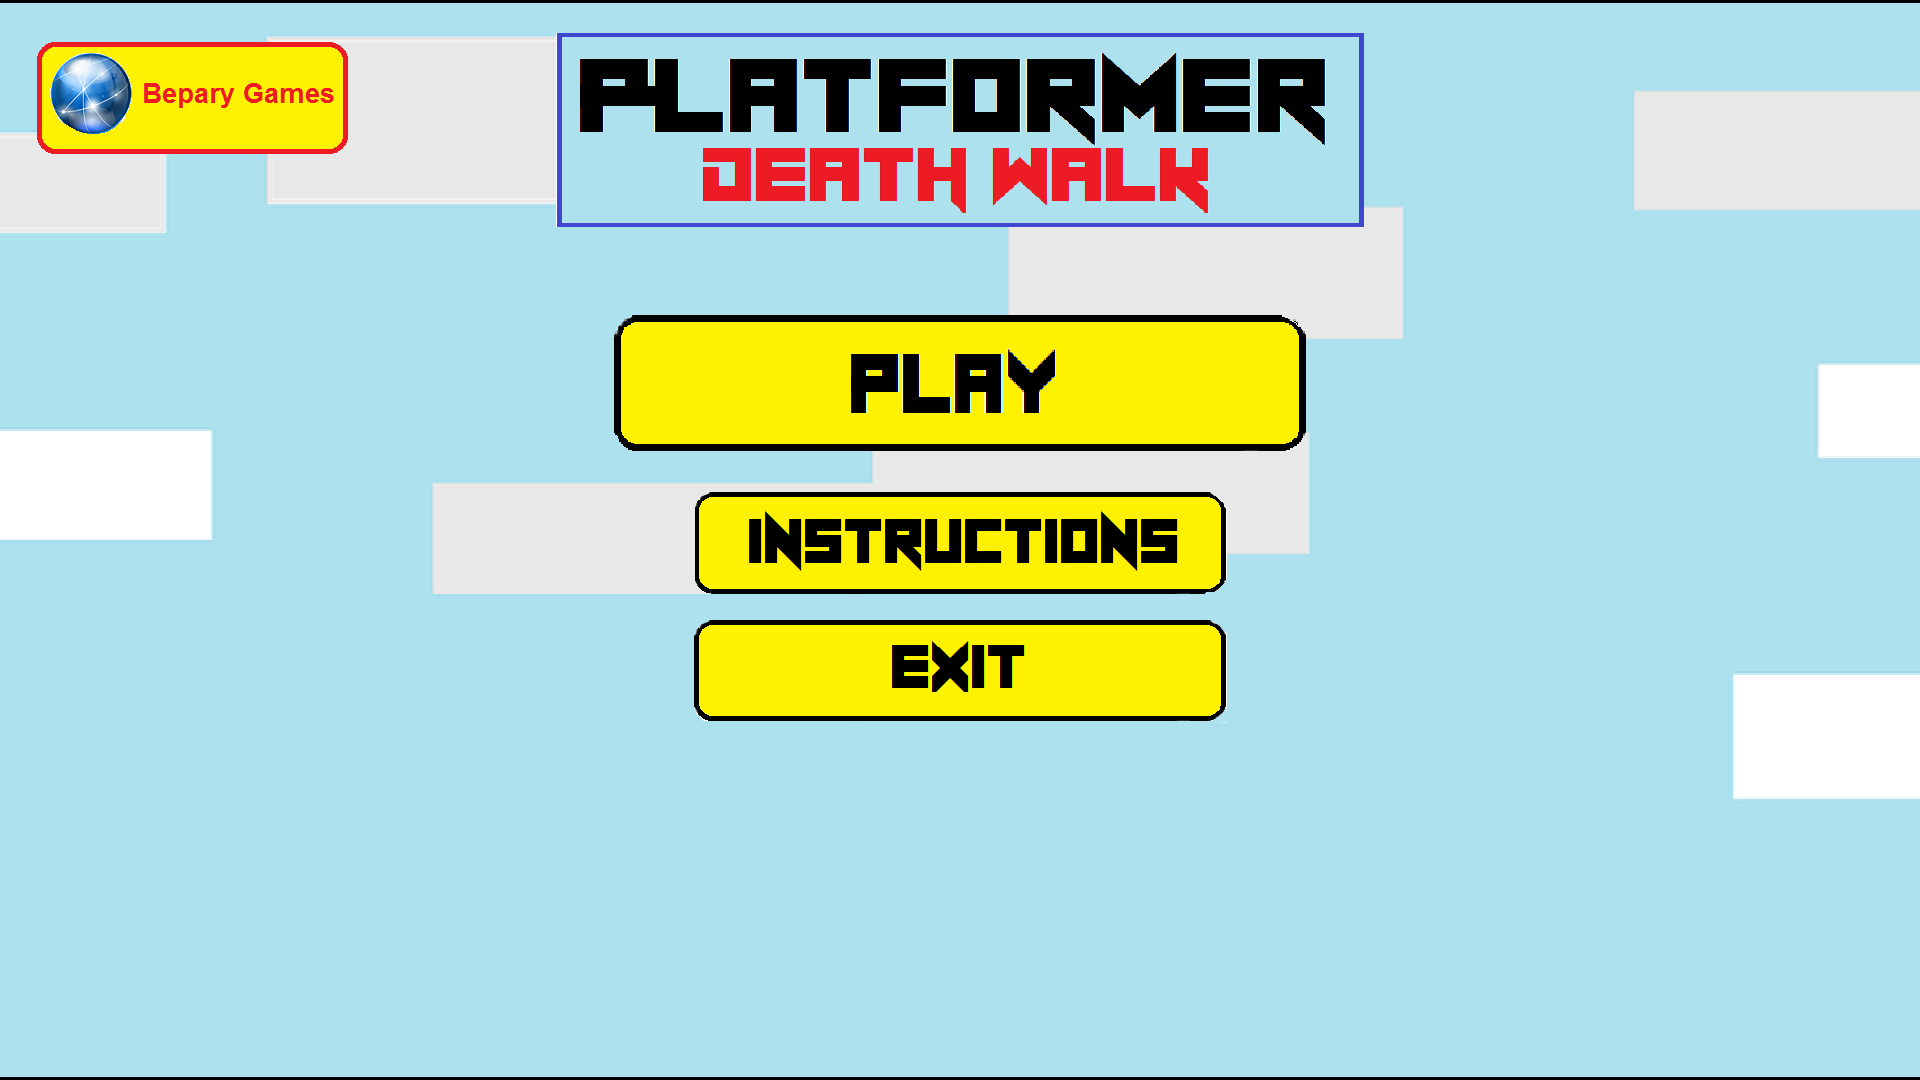 Bepary Games
PLATFORMER
DEATH WALK
PLAY
INSTRUCTIONS
EXIT